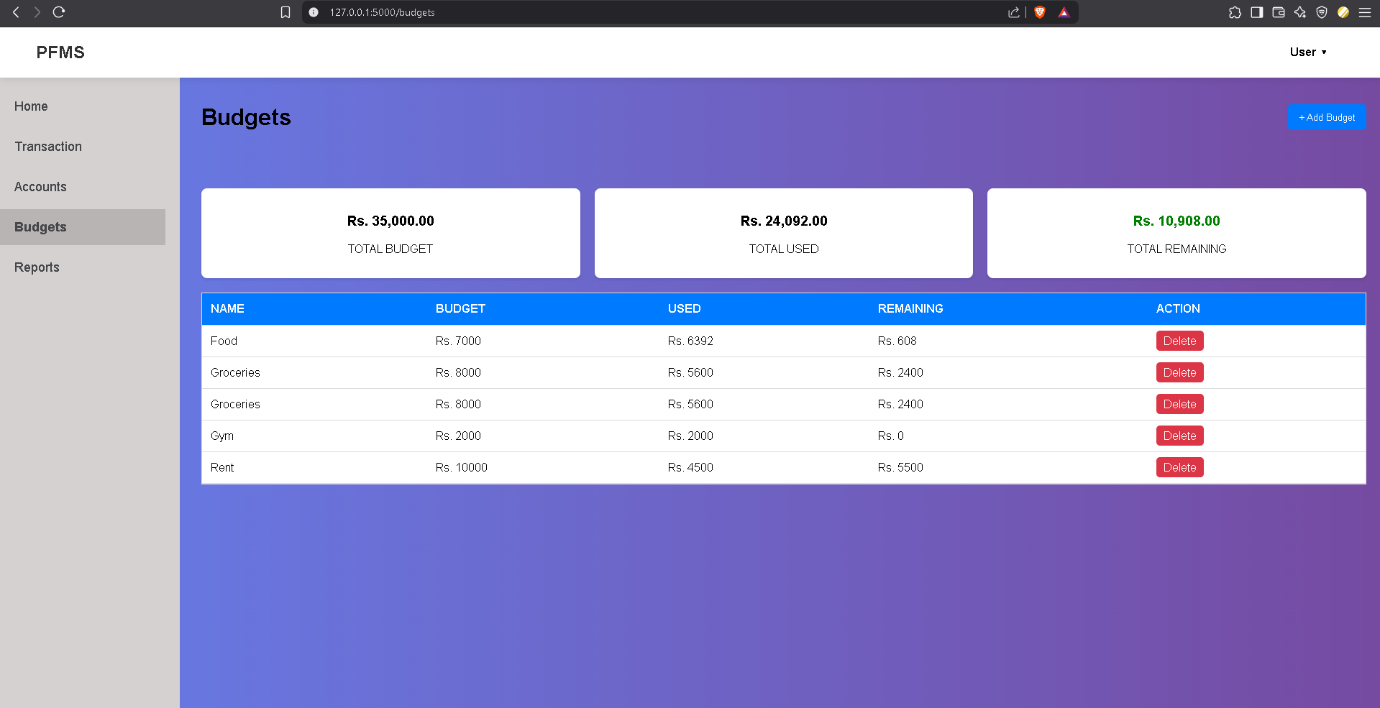 127.0.0.1:5000/budgets
PFMS
User ▾
Home
Transaction
Accounts
Budgets
Reports
Budgets
+ Add Budget
Rs. 35,000.00
TOTAL BUDGET
Rs. 24,092.00
TOTAL USED
Rs. 10,908.00
TOTAL REMAINING
NAME BUDGET USED REMAINING ACTION
Food Rs. 7000 Rs. 6392 Rs. 608 Delete
Groceries Rs. 8000 Rs. 5600 Rs. 2400 Delete
Groceries Rs. 8000 Rs. 5600 Rs. 2400 Delete
Gym Rs. 2000 Rs. 2000 Rs. 0 Delete
Rent Rs. 10000 Rs. 4500 Rs. 5500 Delete